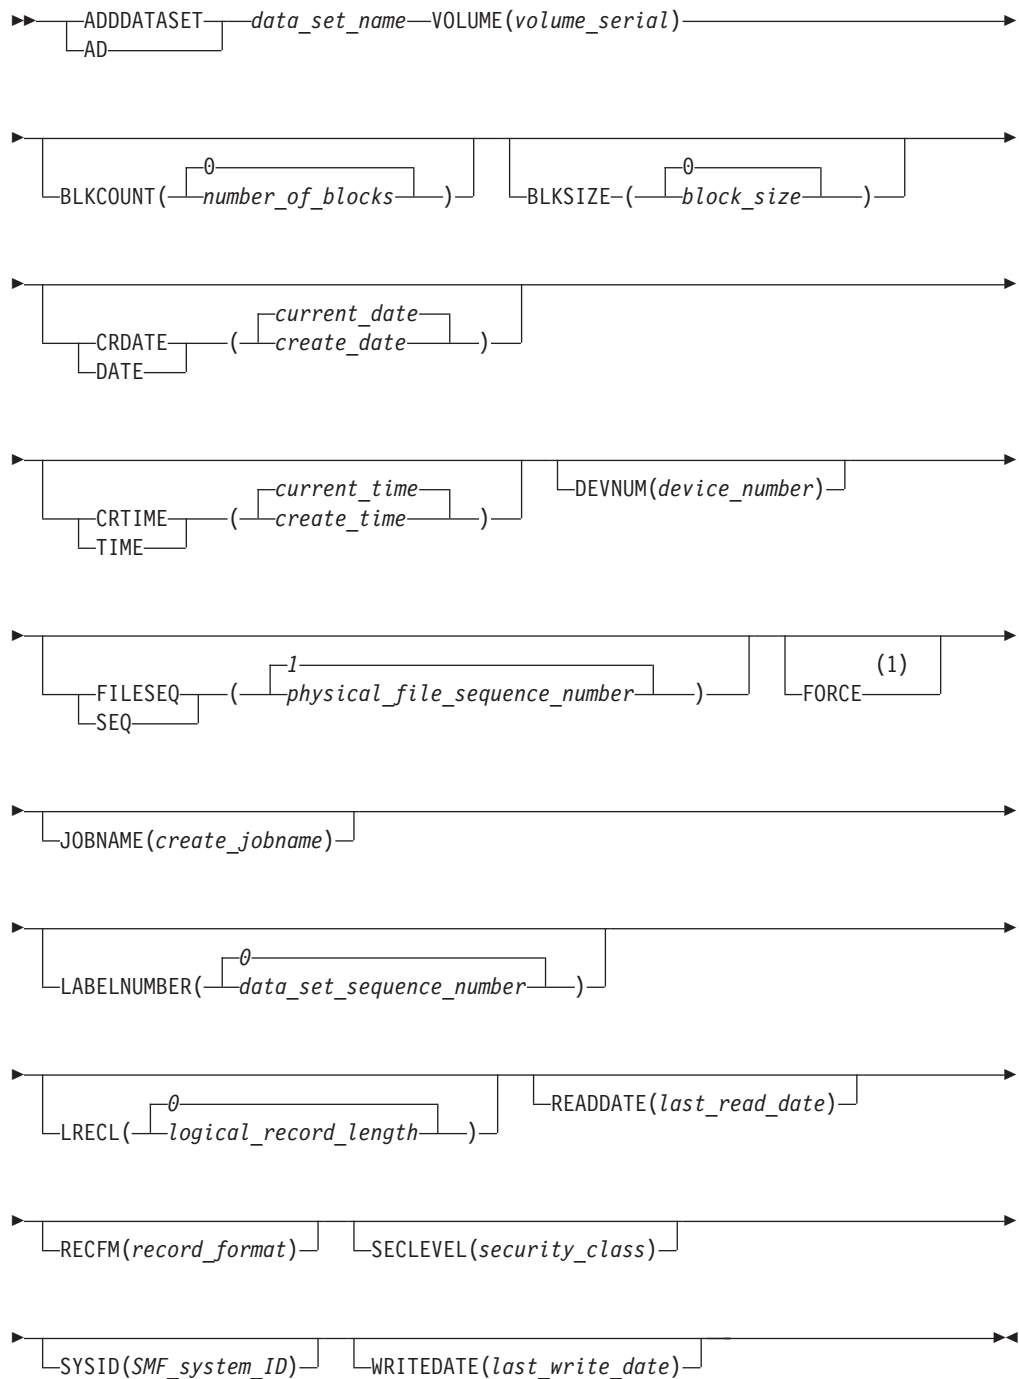 ADDDATASET data_set_name VOLUME(volume_serial)
AD
0 0
BLKCOUNT( number_of_blocks ) BLKSIZE ( block_size )
current_date
CRDATE ( create_date )
DATE
current_time
CRTIME ( create_time ) DEVNUM(device_number)
TIME
1 (1)
FILESEQ ( physical_file_sequence_number ) FORCE
SEQ
JOBNAME(create_jobname)
0
LABELNUMBER( data_set_sequence_number )
0
LRECL( logical_record_length ) READDATE(last_read_date)
RECFM(record_format) SECLEVEL(security_class)
SYSID(SMF_system_ID) WRITEDATE(last_write_date)